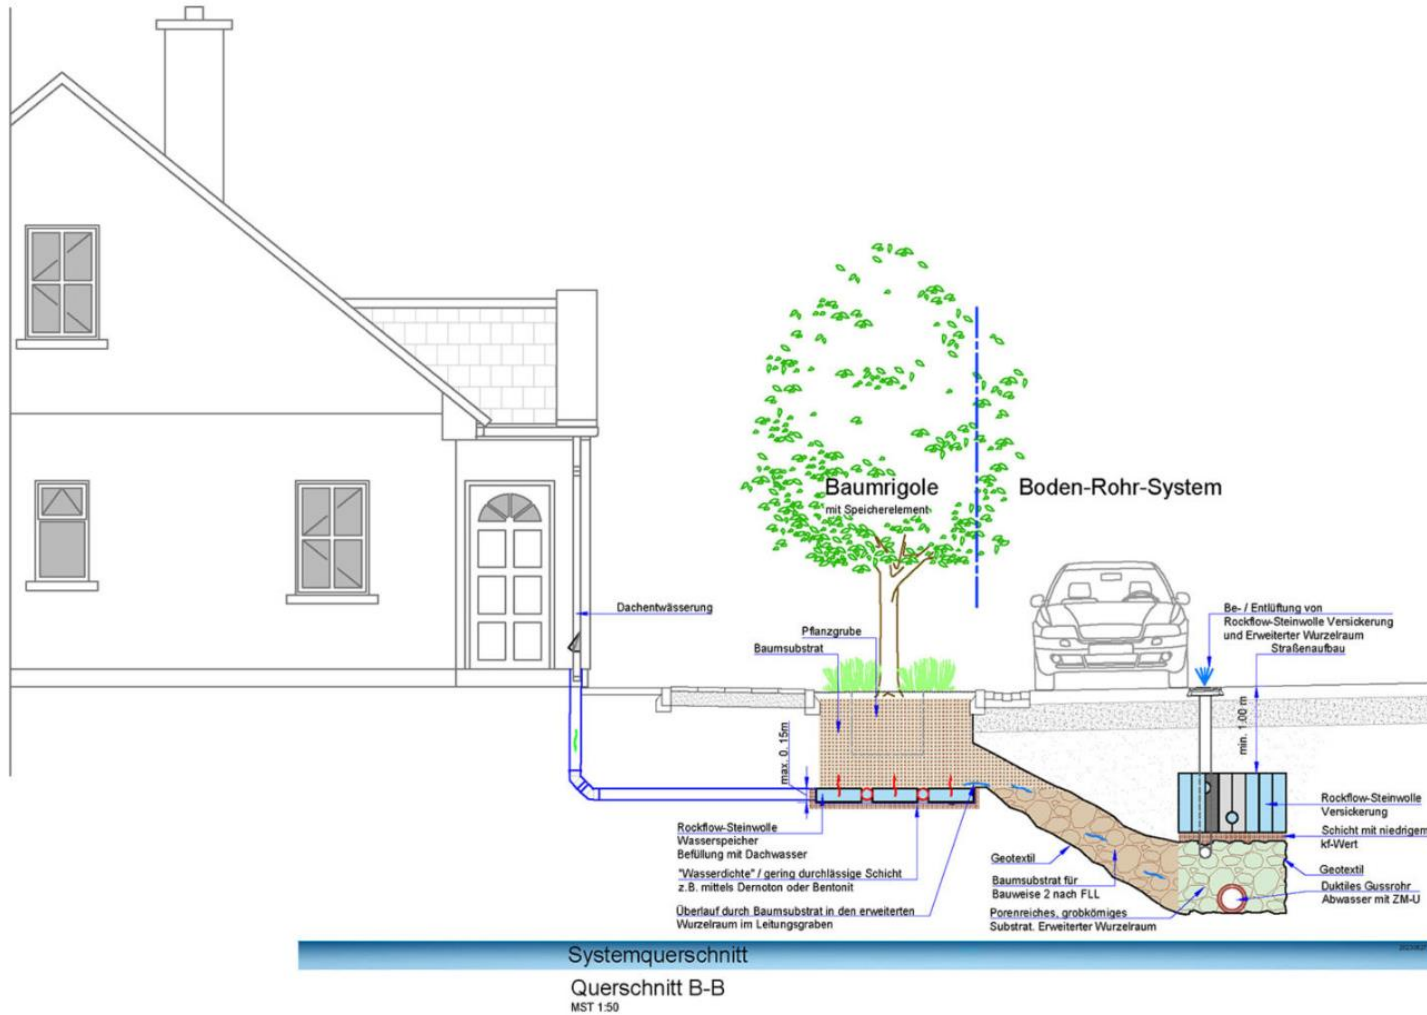 Baumrigole
mit Speicherelement
Boden-Rohr-System
Dachentwässerung
Pflanzgrube
Baumsubstrat
Be- / Entlüftung von
Rockflow-Steinwolle Versickerung
und Erweiterter Wurzelraum
Straßenaufbau
max. 0. 15m
min. 1.00 m
Rockflow-Steinwolle
Versickerung
Schicht mit niedrigem
kf-Wert
Geotextil
Duktiles Gussrohr
Abwasser mit ZM-U
Rockflow-Steinwolle
Wasserspeicher
Befüllung mit Dachwasser
"Wasserdichte" / gering durchlässige Schicht
z.B. mittels Dernoton oder Bentonit
Überlauf durch Baumsubstrat in den erweiterten
Wurzelraum im Leitungsgraben
Geotextil
Baumsubstrat für
Bauweise 2 nach FLL
Porenreiches, grobkörniges
Substrat. Erweiterter Wurzelraum
Systemquerschnitt
Querschnitt B-B
MST 1:50